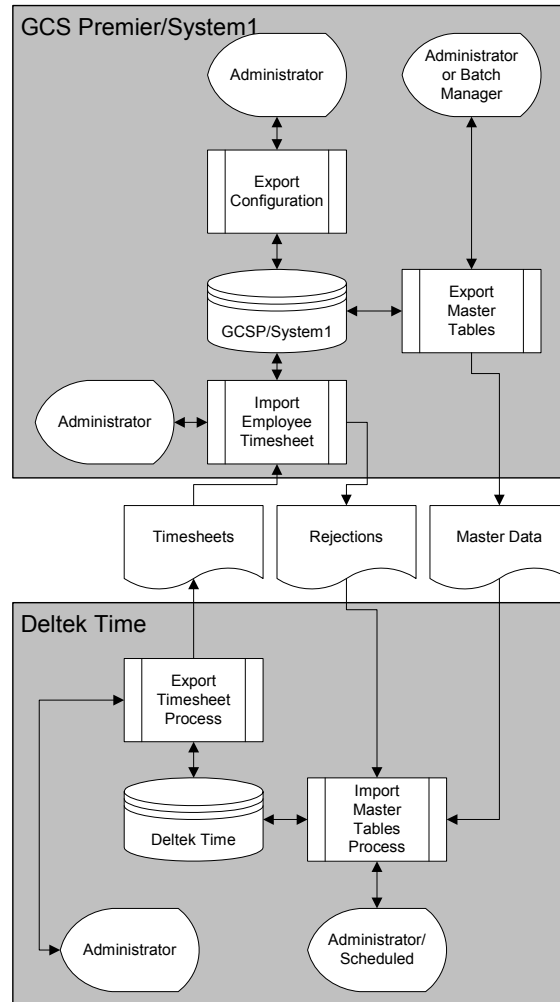 GCS Premier/System1
Administrator
Administrator
or Batch
Manager
Export
Configuration
GCSP/System1
Export
Master
Tables
Administrator
Import
Employee
Timesheet
Timesheets
Rejections
Master Data
Deltek Time
Export
Timesheet
Process
Deltek Time
Import
Master
Tables
Process
Administrator
Administrator/
Scheduled